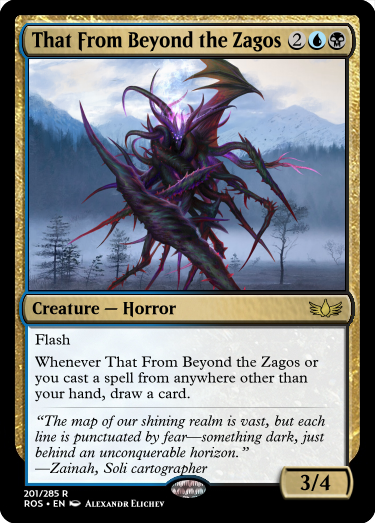 That From Beyond the Zagos 2
Creature — Horror
Flash
Whenever That From Beyond the Zagos or
you cast a spell from anywhere other than
your hand, draw a card.
“The map of our shining realm is vast, but each
line is punctuated by fear—something dark, just
behind an unconquerable horizon.”
—Zainah, Soli cartographer
3/4
201/285 R
ROS • EN Alexandr Elichev